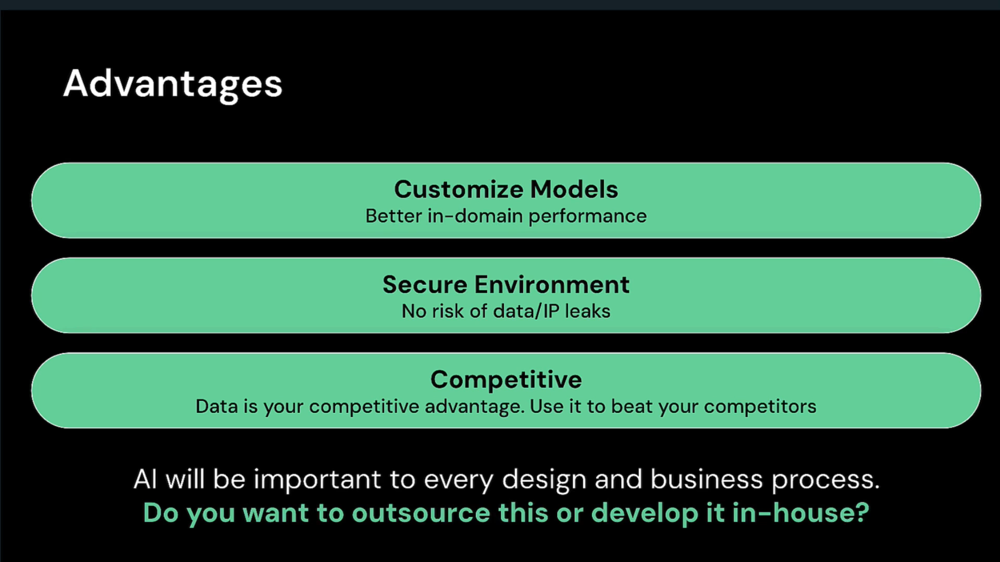 Advantages
Customize Models
Better in-domain performance
Secure Environment
No risk of data/IP leaks
Competitive
Data is your competitive advantage. Use it to beat your competitors
AI will be important to every design and business process.
Do you want to outsource this or develop it in-house?